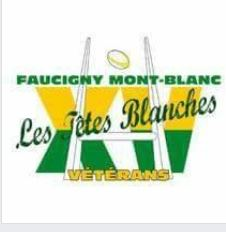 FAUCIGNY MONT-BLANC
XV
Les Têtes Blanches
VÉTÉRANS